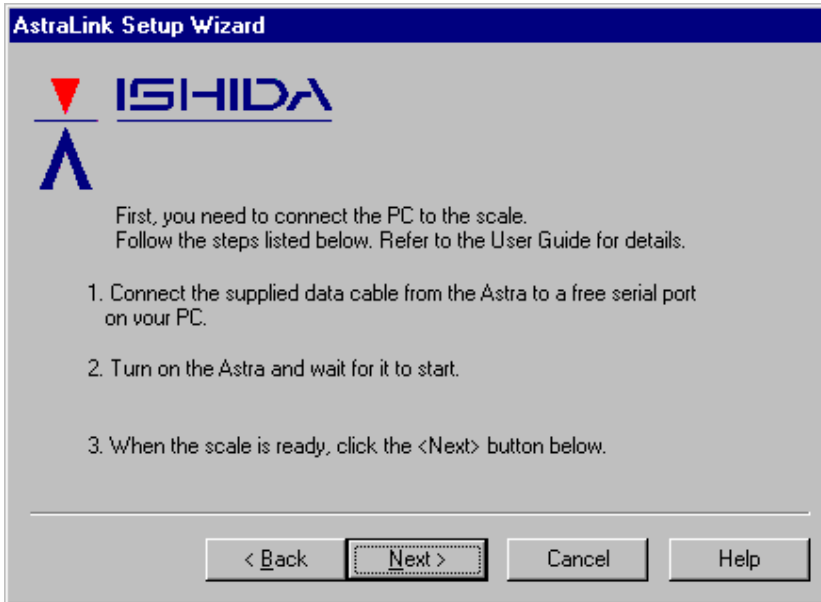 AstraLink Setup Wizard
ISHIDA
First, you need to connect the PC to the scale.
Follow the steps listed below. Refer to the User Guide for details.
1. Connect the supplied data cable from the Astra to a free serial port
on your PC.
2. Turn on the Astra and wait for it to start.
3. When the scale is ready, click the <Next> button below.
< Back
Next >
Cancel
Help